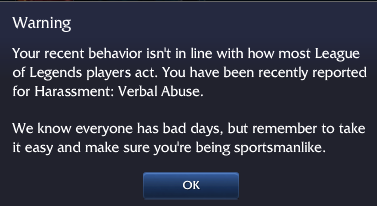 Warning
Your recent behavior isn't in line with how most League
of Legends players act. You have been recently reported
for Harassment: Verbal Abuse.
We know everyone has bad days, but remember to take
it easy and make sure you're being sportsmanlike.
OK